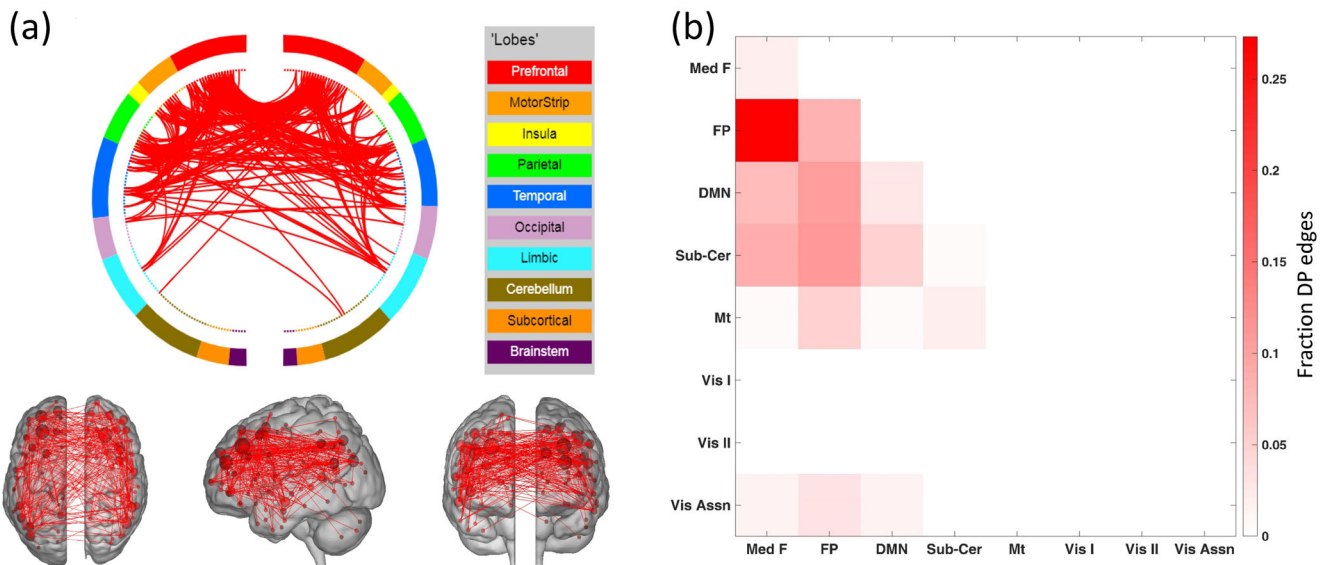 (a)
'Lobes'
Prefrontal
MotorStrip
Insula
Parietal
Temporal
Occipital
Limbic
Cerebellum
Subcortical
Brainstem
(b)
Med F FP DMN Sub-Cer Mt Vis I Vis II Vis Assn
Med F
FP
DMN
Sub-Cer
Mt
Vis I
Vis II
Vis Assn
0.25
0.2
0.15
0.1
0.05
0
Fraction DP edges